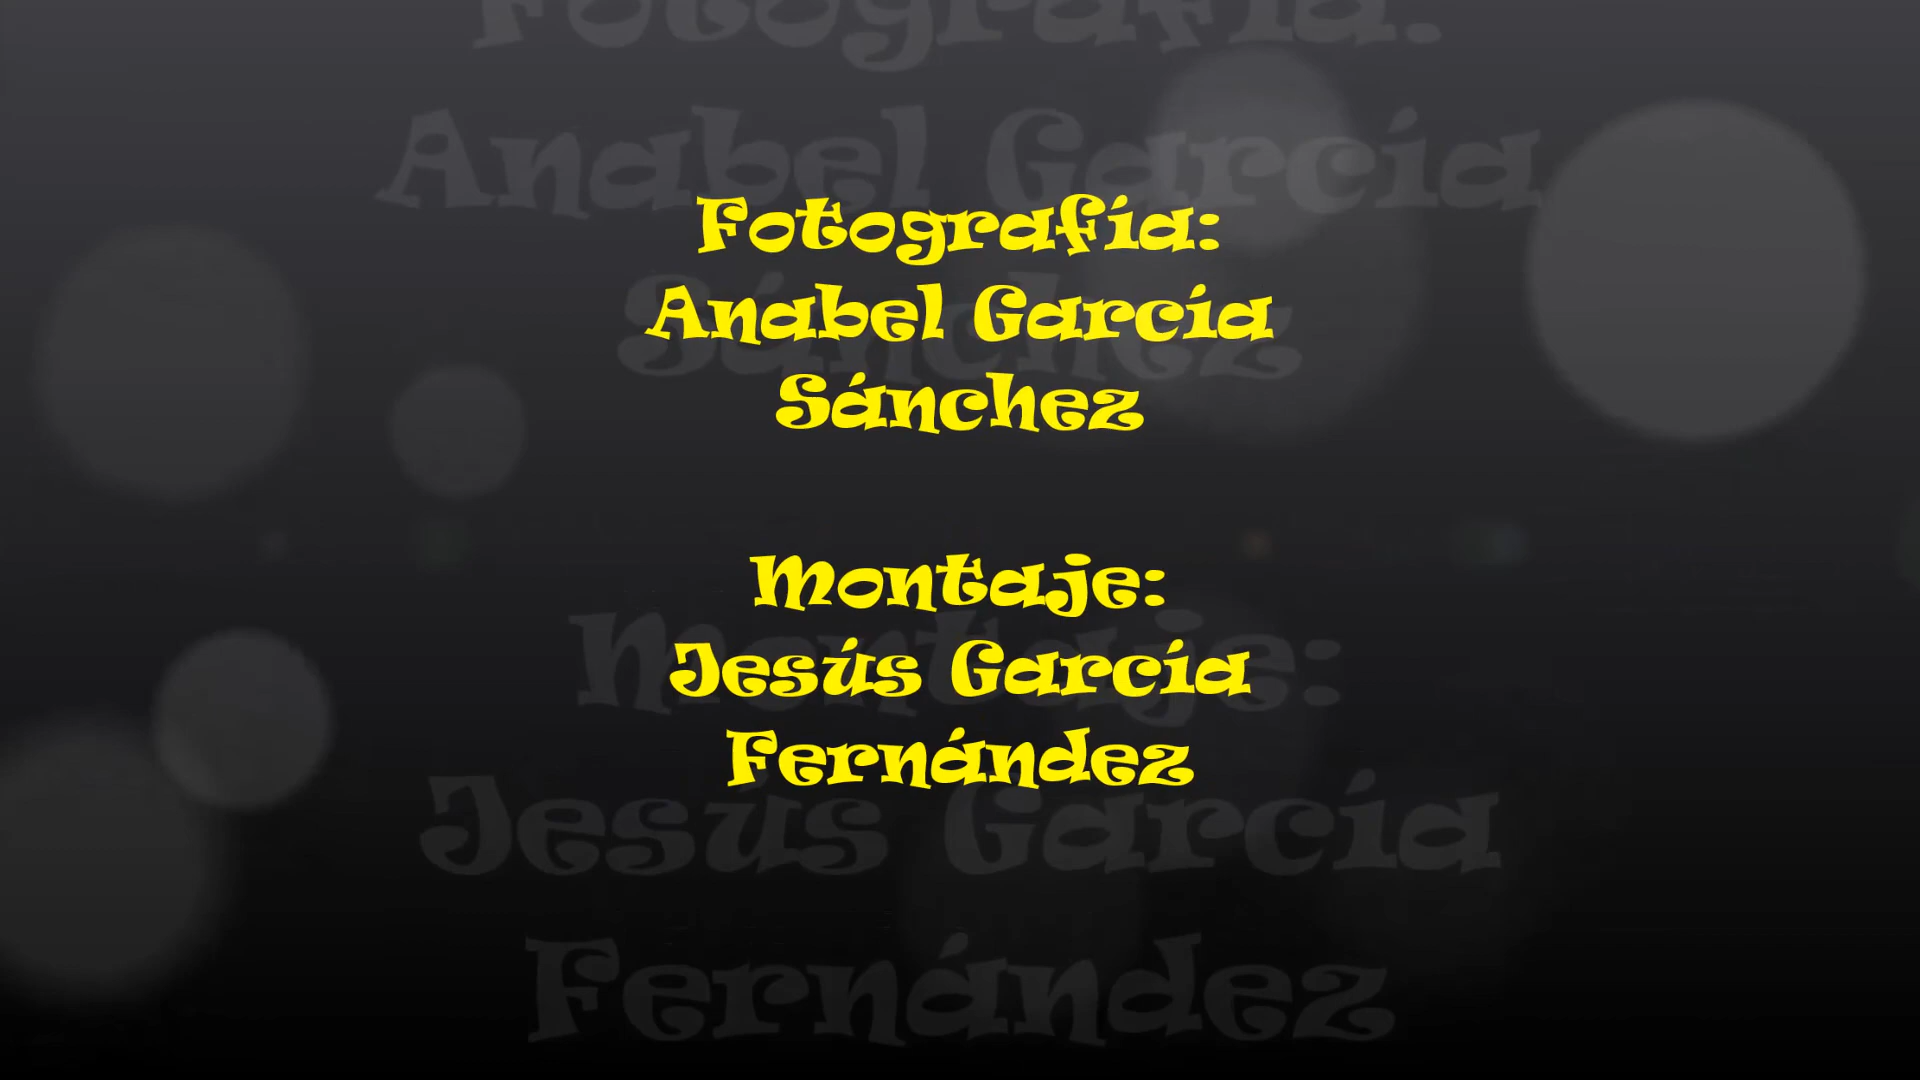 Fotografía:
Anabel García
Sánchez
Montaje:
Jesús García
Fernández